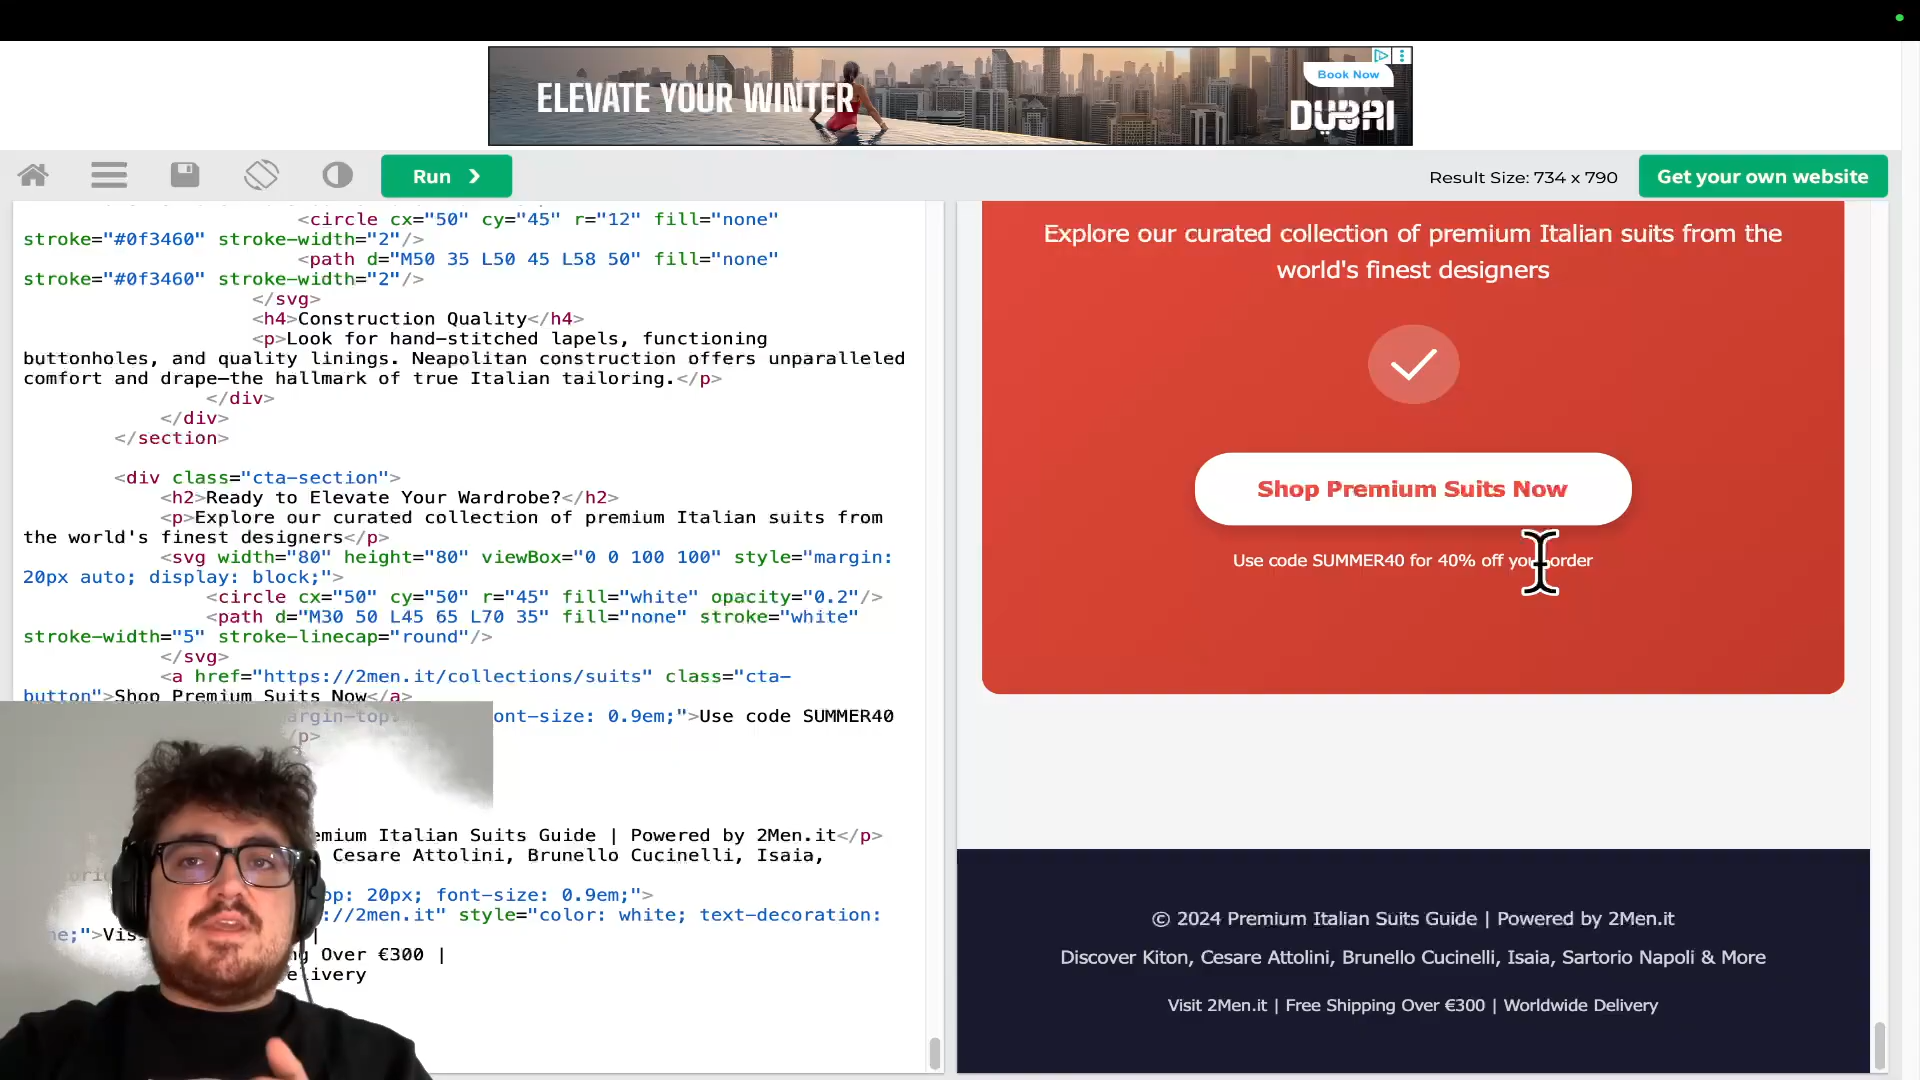 ELEVATE YOUR WINTER
Book Now
DUBAI
Run
Result Size: 734 x 790
Get your own website
<circle cx="50" cy="45" r="12" fill="none"
stroke="#0f3460" stroke-width="2"/>
<path d="M50 35 L50 45 L58 50" fill="none"
stroke="#0f3460" stroke-width="2"/>
</svg>
<h4>Construction Quality</h4>
<p>Look for hand-stitched lapels, functioning
buttonholes, and quality linings. Neapolitan construction offers unparalleled
comfort and drape—the hallmark of true Italian tailoring.</p>
</div>
</div>
</section>
<div class="cta-section">
<h2>Ready to Elevate Your Wardrobe?</h2>
<p>Explore our curated collection of premium Italian suits from
the world's finest designers</p>
<svg width="80" height="80" viewBox="0 0 100 100" style="margin:
20px auto; display: block;">
<circle cx="50" cy="50" r="45" fill="white" opacity="0.2"/>
<path d="M30 50 L45 65 L70 35" fill="none" stroke="white"
stroke-width="5" stroke-linecap="round"/>
</svg>
<a href="https://2men.it/collections/suits" class="cta-
button">Shop Premium Suits Now</a>
argin-top: ont-size: 0.9em;">Use code SUMMER40
/p>
emium Italian Suits Guide | Powered by 2Men.it</p>
Cesare Attolini, Brunello Cucinelli, Isaia,
op: 20px; font-size: 0.9em;">
://2men.it" style="color: white; text-decoration:
ne;">Vis |
ng Over €300 |
elivery
Explore our curated collection of premium Italian suits from the
world's finest designers
Shop Premium Suits Now
Use code SUMMER40 for 40% off your order
© 2024 Premium Italian Suits Guide | Powered by 2Men.it
Discover Kiton, Cesare Attolini, Brunello Cucinelli, Isaia, Sartorio Napoli & More
Visit 2Men.it | Free Shipping Over €300 | Worldwide Delivery